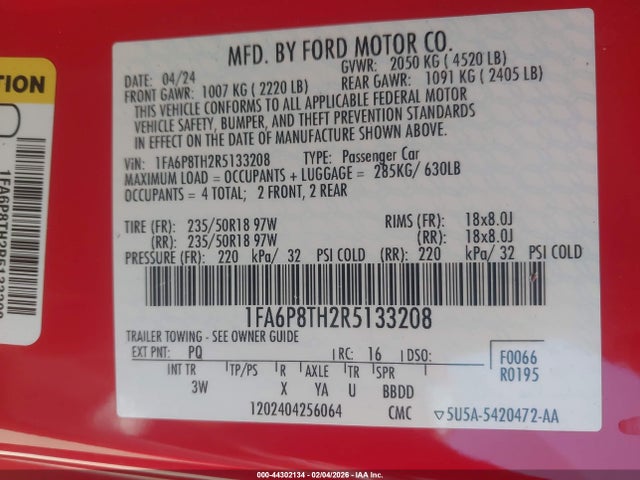 TION
1FA6P8TH2R5133208
MFD. BY FORD MOTOR CO.
DATE: 04/24
GVWR: 2050 KG ( 4520 LB)
FRONT GAWR: 1007 KG ( 2220 LB)
REAR GAWR: 1091 KG ( 2405 LB)
THIS VEHICLE CONFORMS TO ALL APPLICABLE FEDERAL MOTOR
VEHICLE SAFETY, BUMPER, AND THEFT PREVENTION STANDARDS
IN EFFECT ON THE DATE OF MANUFACTURE SHOWN ABOVE.
VIN: 1FA6P8TH2R5133208 TYPE: Passenger Car
MAXIMUM LOAD = OCCUPANTS + LUGGAGE = 285KG/ 630LB
OCCUPANTS = 4 TOTAL; 2 FRONT, 2 REAR
TIRE (FR): 235/50R18 97W RIMS (FR): 18x8.0J
(RR): 235/50R18 97W (RR): 18x8.0J
PRESSURE (FR): 220 kPa/ 32 PSI COLD (RR): 220 kPa/ 32 PSI COLD
1FA6P8TH2R5133208
TRAILER TOWING - SEE OWNER GUIDE
EXT PNT: PQ RC: 16 DSO: F0066
INT TR TP/PS R AXLE TR SPR R0195
3W X YA U BBDD
1202404256064 CMC ▽5U5A-5420472-AA
000-44302134 - 02/04/2026 - IAA Inc.